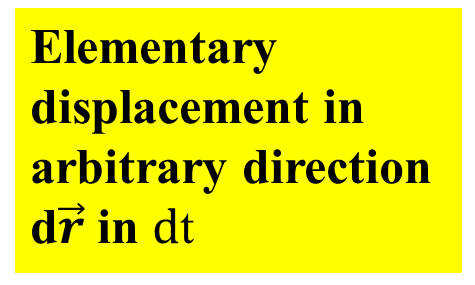 Elementary
displacement in
arbitrary direction
d𝒓⃗ in dt